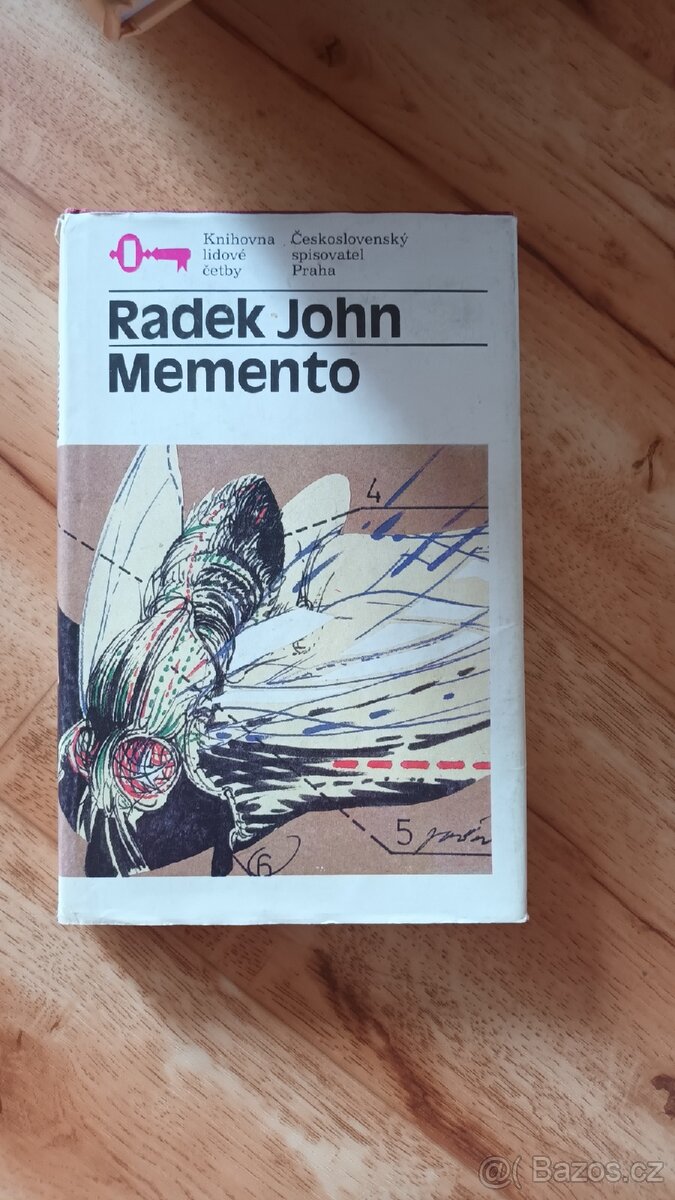 Knihovna
lidové
četby
Československý
spisovatel
Praha
Radek John
Memento
4
5
6
@( Bazos.cz